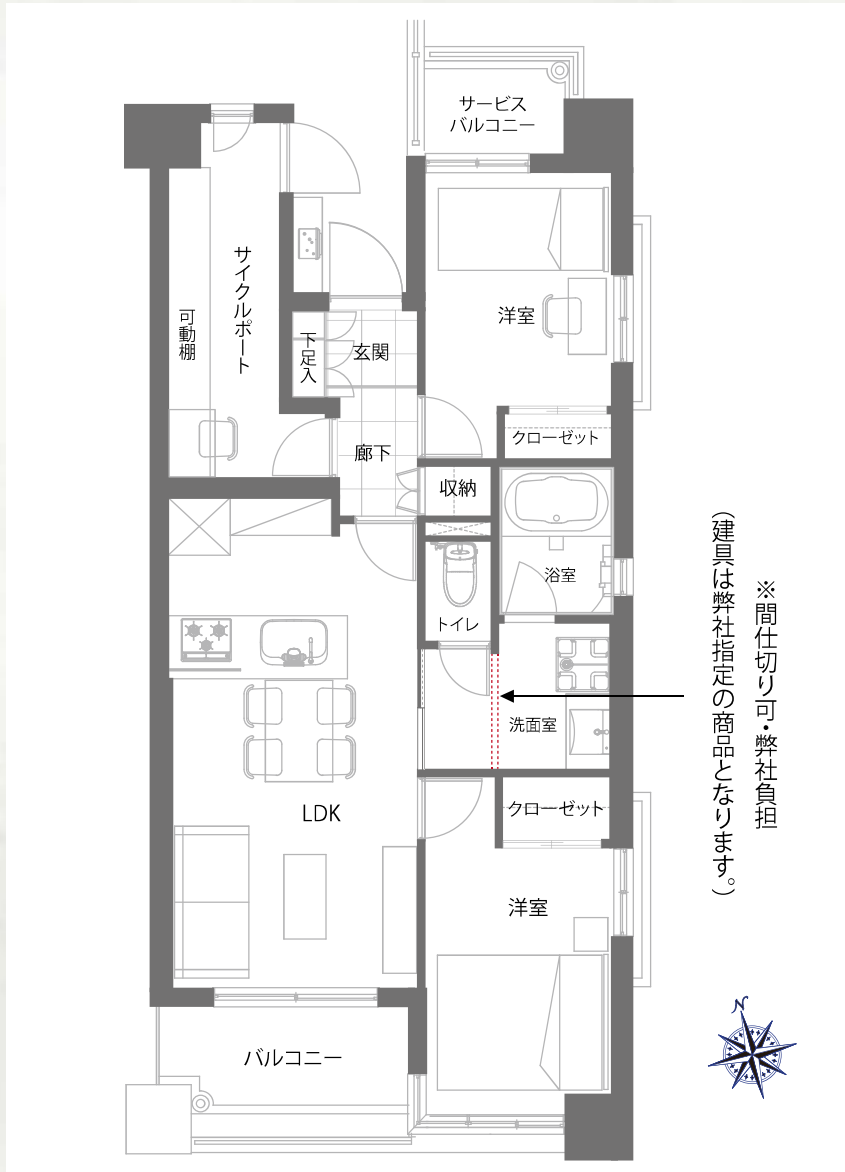 サービス
バルコニー
サイクルポート
可動棚
洋室
下足入
玄関
クローゼット
廊下
収納
浴室
トイレ
洗面室
※間仕切り可・弊社負担
（建具は弊社指定の商品となります。）
LDK
クローゼット
洋室
バルコニー
N